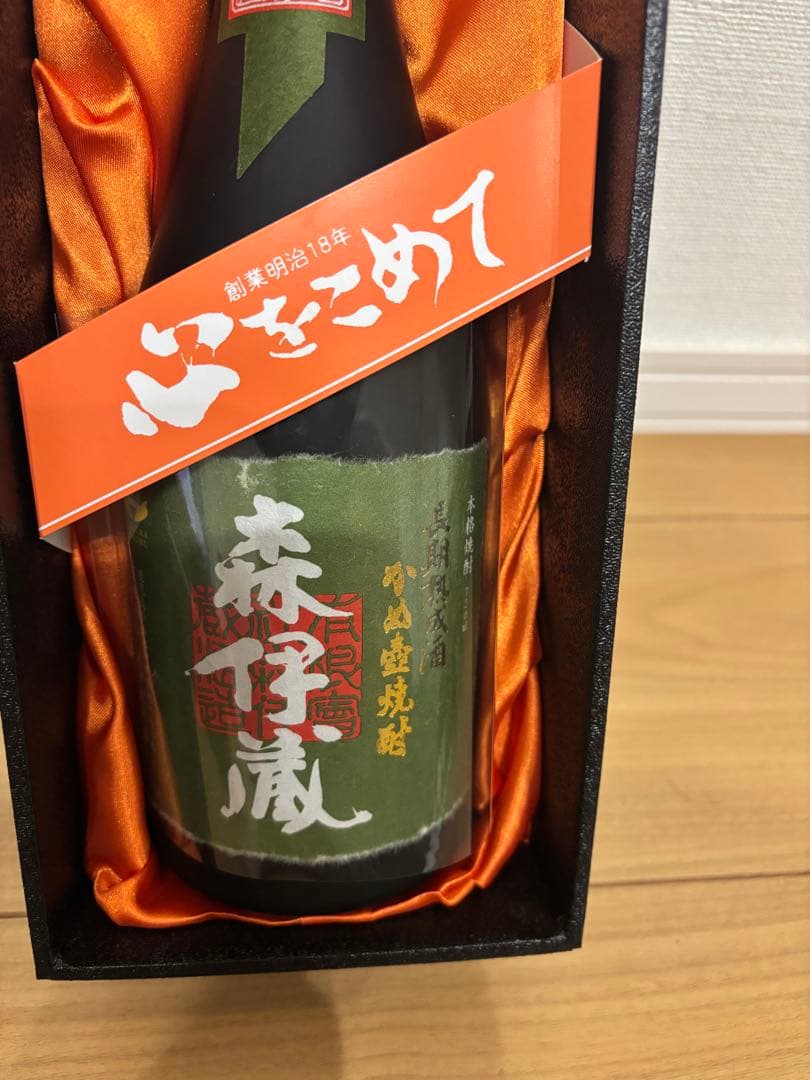 創業明治18年
心をこめて
本格焼酎
長期熟成酒
かめ壺焼酎
森伊蔵